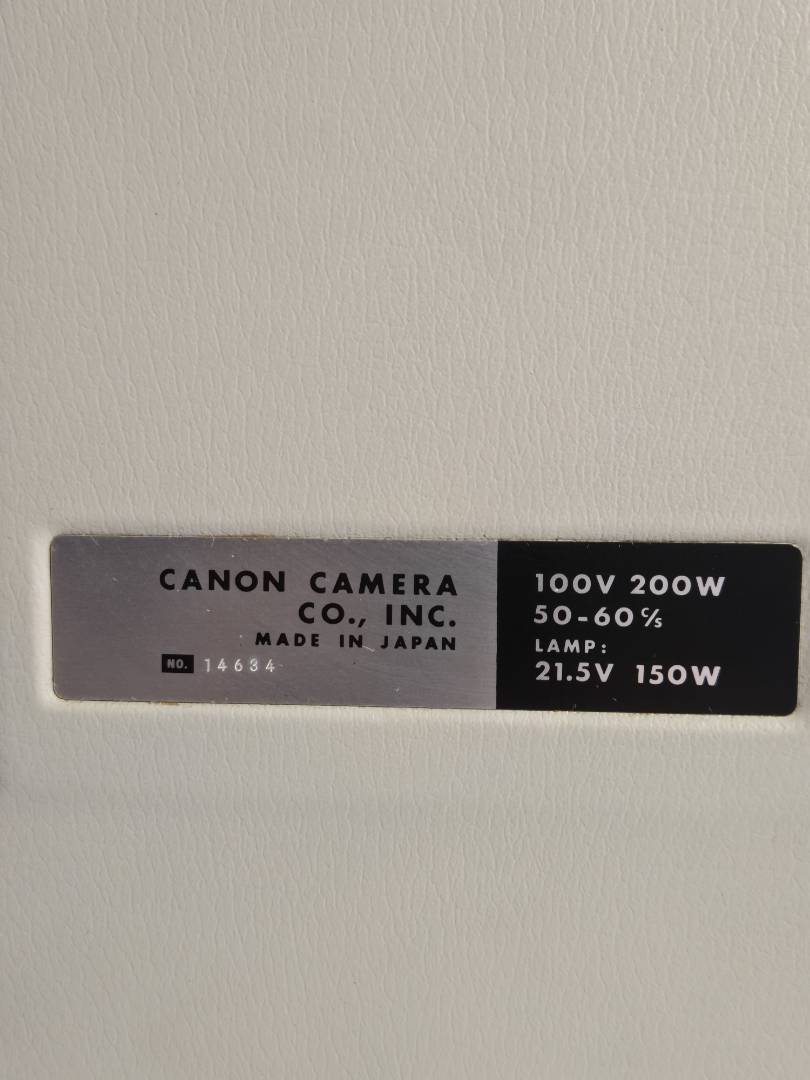 CANON CAMERA
CO., INC.
MADE IN JAPAN
NO. 14634
100V 200W
50-60 c/s
LAMP:
21.5V 150W